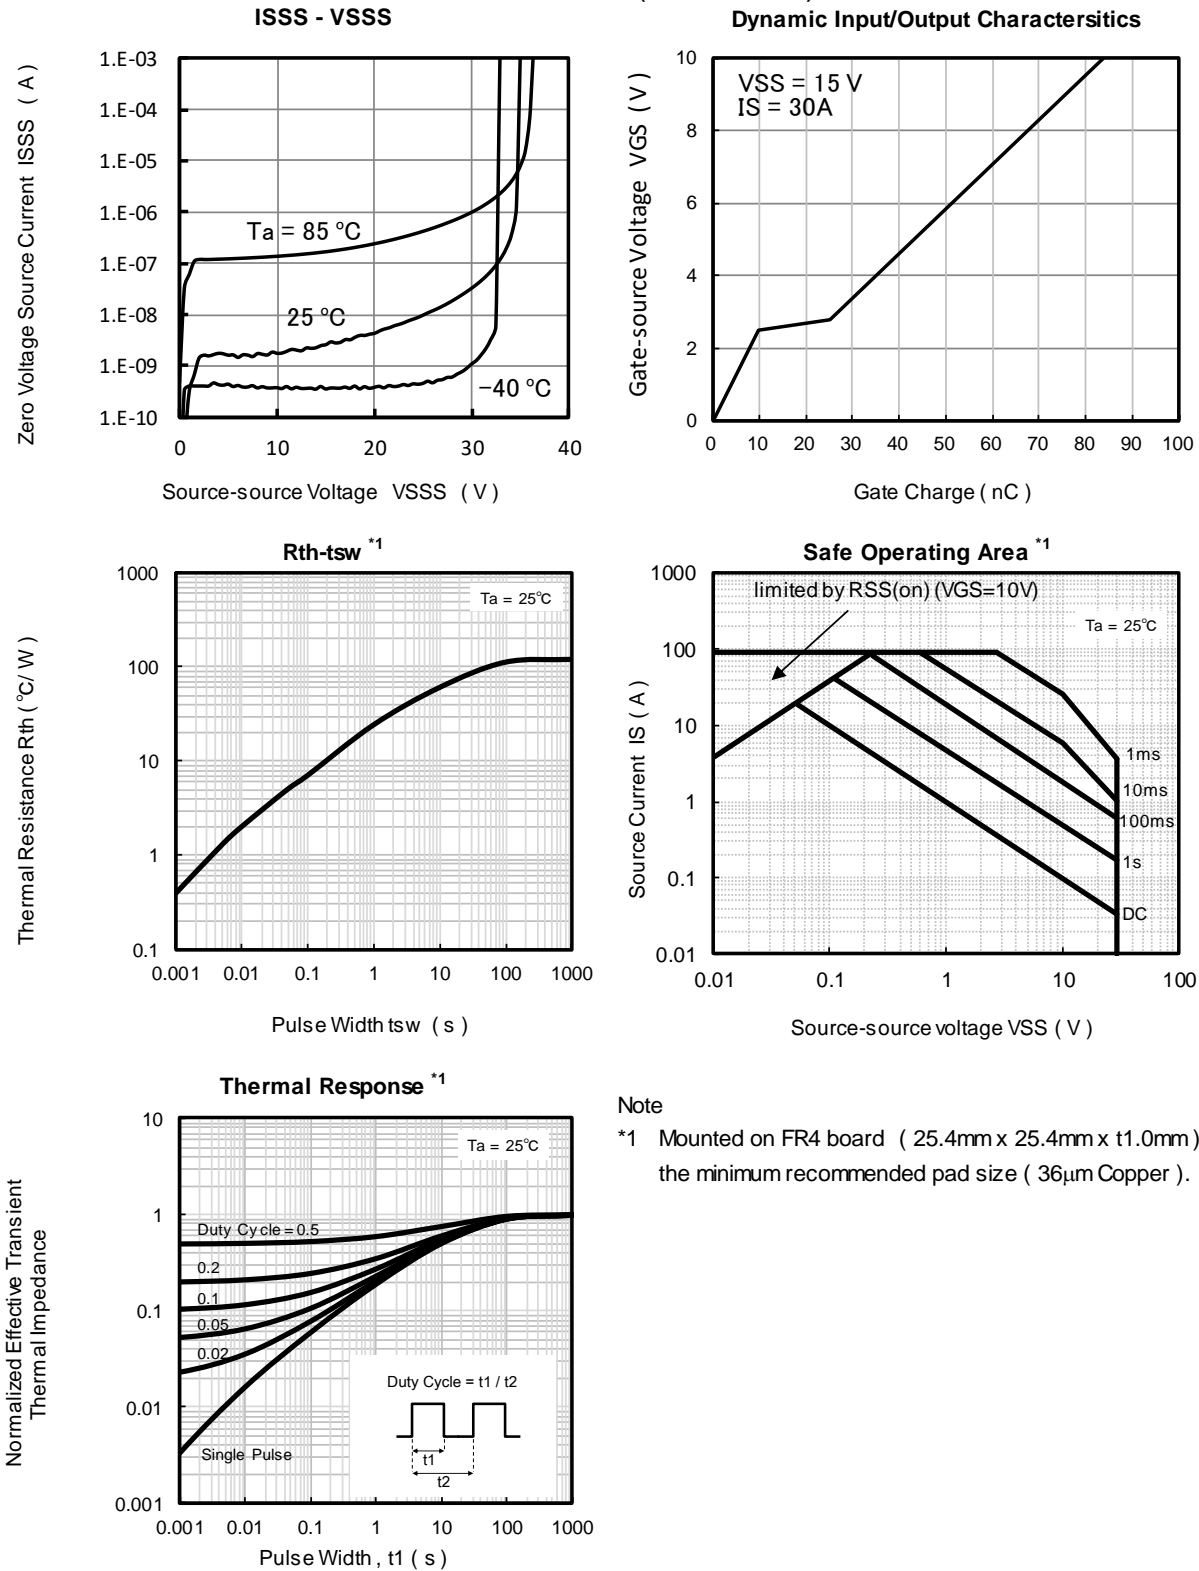 ISSS - VSSS
Zero Voltage Source Current ISSS ( A )
1.E-03
1.E-04
1.E-05
1.E-06
1.E-07
1.E-08
1.E-09
1.E-10
Ta = 85 ºC
25 ºC
−40 ºC
0 10 20 30 40
Source-source Voltage VSSS ( V )
Dynamic Input/Output Charactersitics
Gate-source Voltage VGS ( V )
10
8
6
4
2
0
VSS = 15 V
IS = 30A
0 10 20 30 40 50 60 70 80 90 100
Gate Charge ( nC )
Rth-tsw *1
Thermal Resistance Rth ( ℃/ W )
1000
100
10
1
0.1
Ta = 25℃
0.001 0.01 0.1 1 10 100 1000
Pulse Width tsw ( s )
Safe Operating Area *1
Source Current IS ( A )
1000
100
10
1
0.1
0.01
limited by RSS(on) (VGS=10V)
Ta = 25℃
1ms
10ms
100ms
1s
DC
0.01 0.1 1 10 100
Source-source voltage VSS ( V )
Thermal Response *1
Normalized Effective Transient
Thermal Impedance
10
1
0.1
0.01
0.001
Ta = 25℃
Duty Cycle = 0.5
0.2
0.1
0.05
0.02
Single Pulse
Duty Cycle = t1 / t2
t1
t2
0.001 0.01 0.1 1 10 100 1000
Pulse Width , t1 ( s )
Note
*1 Mounted on FR4 board ( 25.4mm x 25.4mm x t1.0mm )
the minimum recommended pad size ( 36μm Copper ).